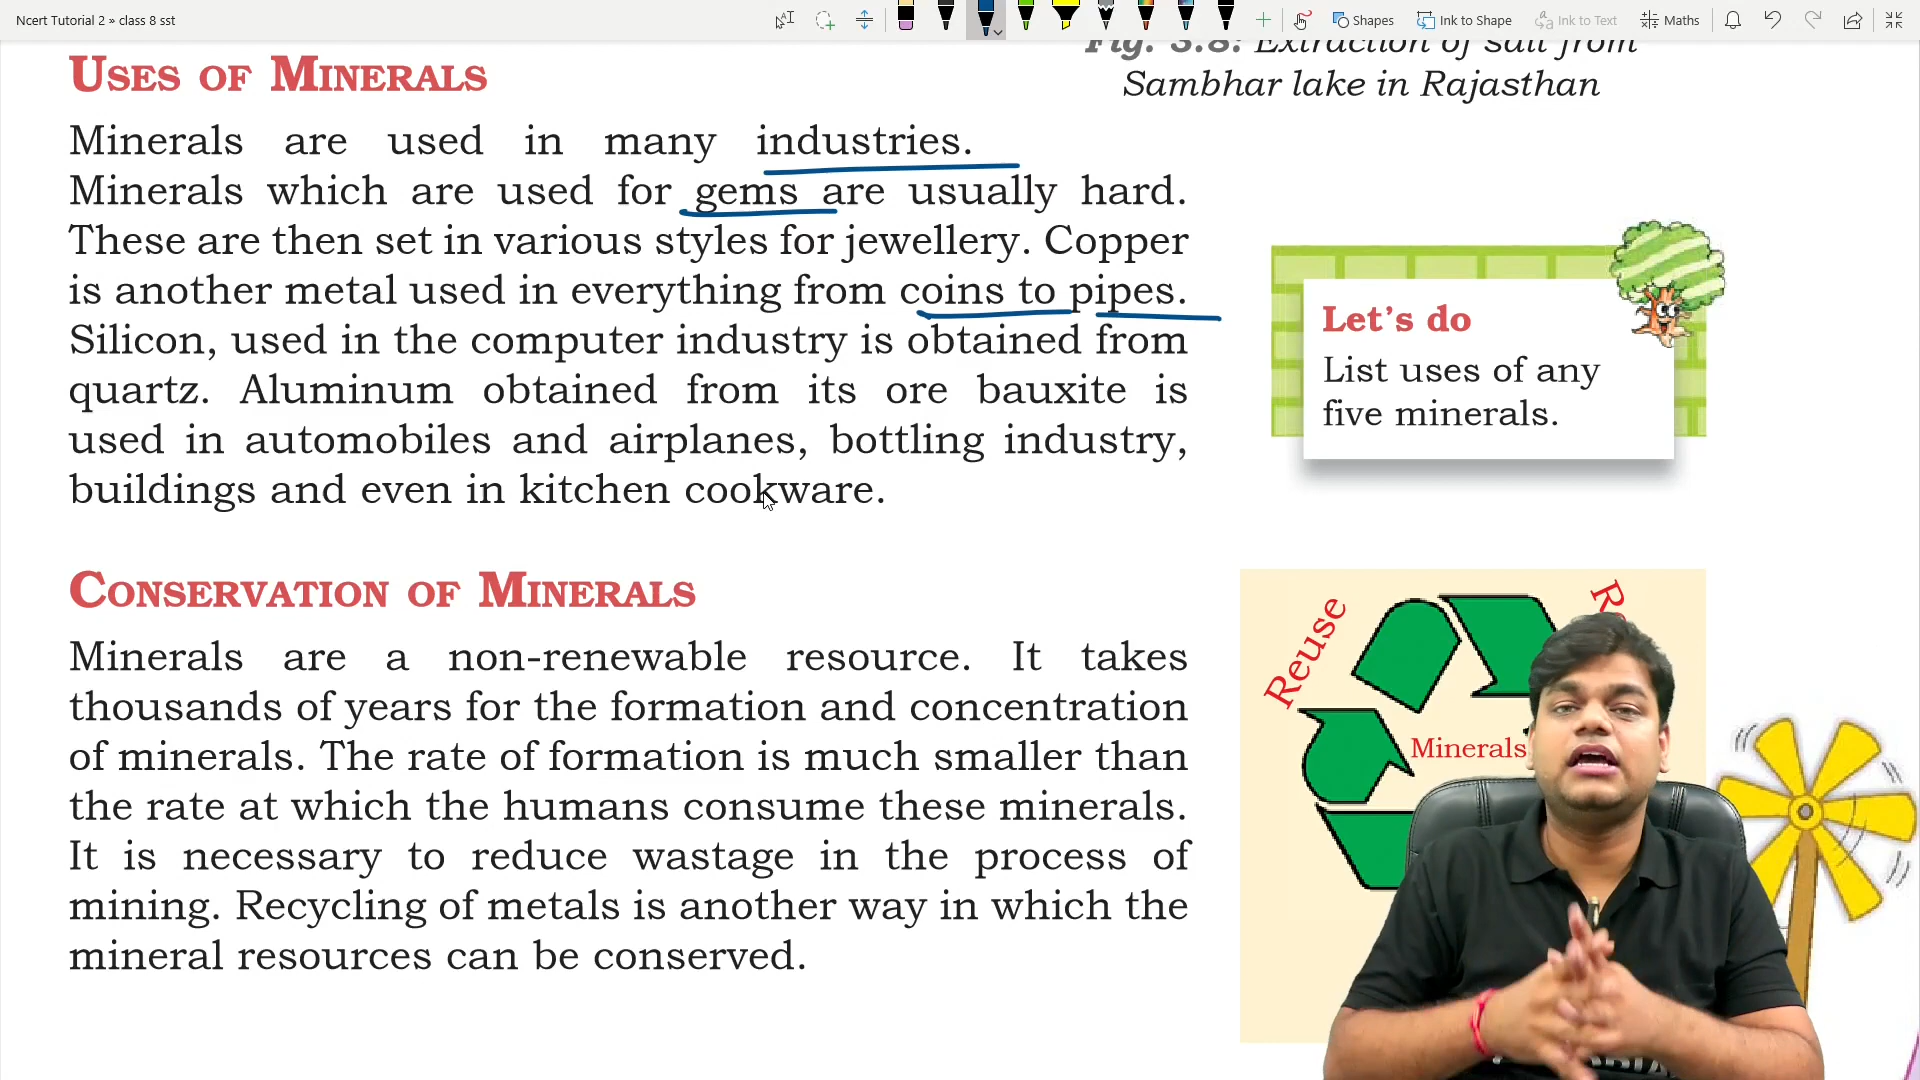 Ncert Tutorial 2 » class 8 sst
Shapes
Ink to Shape
Ink to Text
Maths
Fig. 3.8: Extraction of salt from
Sambhar lake in Rajasthan
USES OF MINERALS
Minerals are used in many industries.
Minerals which are used for gems are usually hard.
These are then set in various styles for jewellery. Copper
is another metal used in everything from coins to pipes.
Silicon, used in the computer industry is obtained from
quartz. Aluminum obtained from its ore bauxite is
used in automobiles and airplanes, bottling industry,
buildings and even in kitchen cookware.
Let's do
List uses of any
five minerals.
CONSERVATION OF MINERALS
Minerals are a non-renewable resource. It takes
thousands of years for the formation and concentration
of minerals. The rate of formation is much smaller than
the rate at which the humans consume these minerals.
It is necessary to reduce wastage in the process of
mining. Recycling of metals is another way in which the
mineral resources can be conserved.
Reuse
Minerals